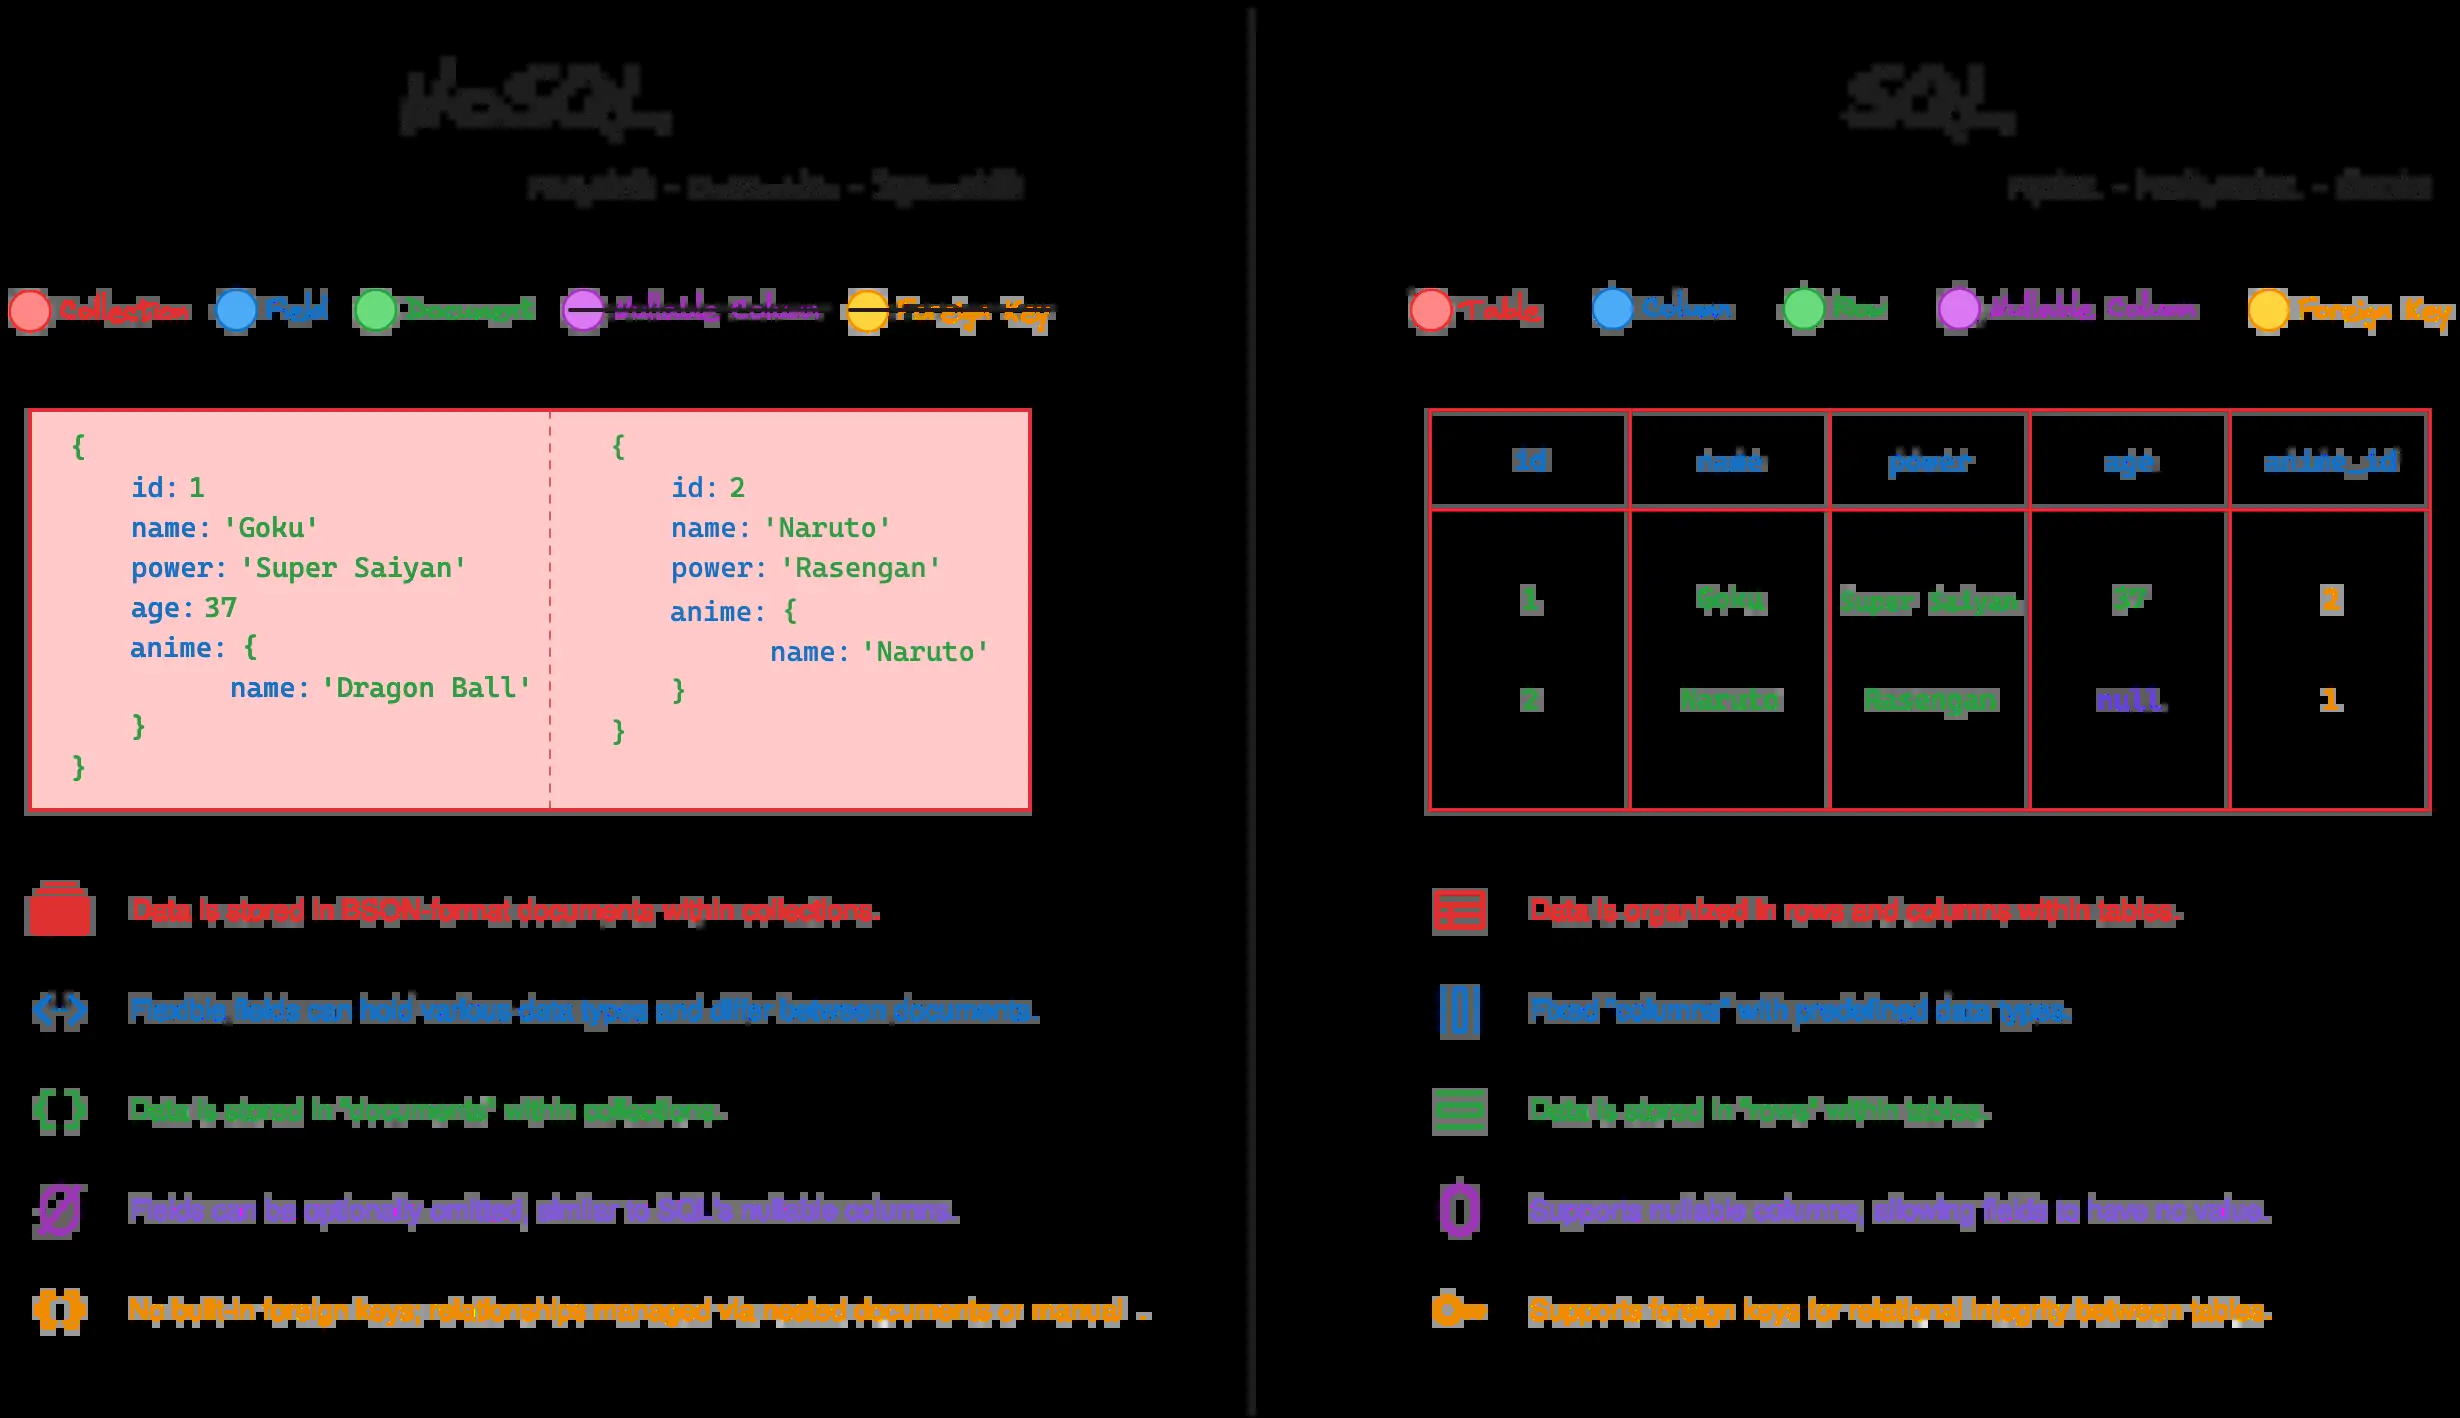 NoSQL
Collection
Field
Document
Nullable Column
Foreign Key
{
id: 1
name: 'Goku'
power: 'Super Saiyan'
age: 37
anime: {
name: 'Dragon Ball'
}
}
{
id: 2
name: 'Naruto'
power: 'Rasengan'
anime: {
name: 'Naruto'
}
}
Data is stored in BSON-format documents within collections.
Flexible fields can hold various data types and differ between documents.
Data is stored in "documents" within collections.
Fields can be optionally omitted, similar to SQL's nullable columns.
No built-in foreign keys; relationships managed via nested documents or manual .
SQL
Table
Column
Row
Nullable Column
Foreign Key
id name power age anime_id
1 Goku Super Saiyan 37 2
2 Naruto Rasengan null 1
Data is organized in rows and columns within tables.
Fixed "columns" with predefined data types.
Data is stored in "rows" within tables.
Supports nullable columns, allowing fields to have no value.
Supports foreign keys for relational integrity between tables.